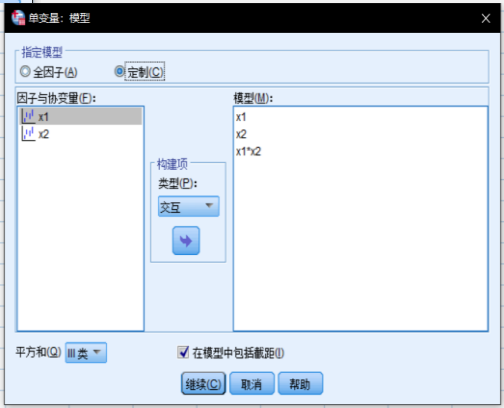 单变量：模型
指定模型
全因子(A) 定制(C)
因子与协变量(F): 模型(M):
x1 x1
x2 x2
x1*x2
构建项
类型(P):
交互
平方和(Q) III 类 在模型中包括截距(I)
继续(C) 取消 帮助